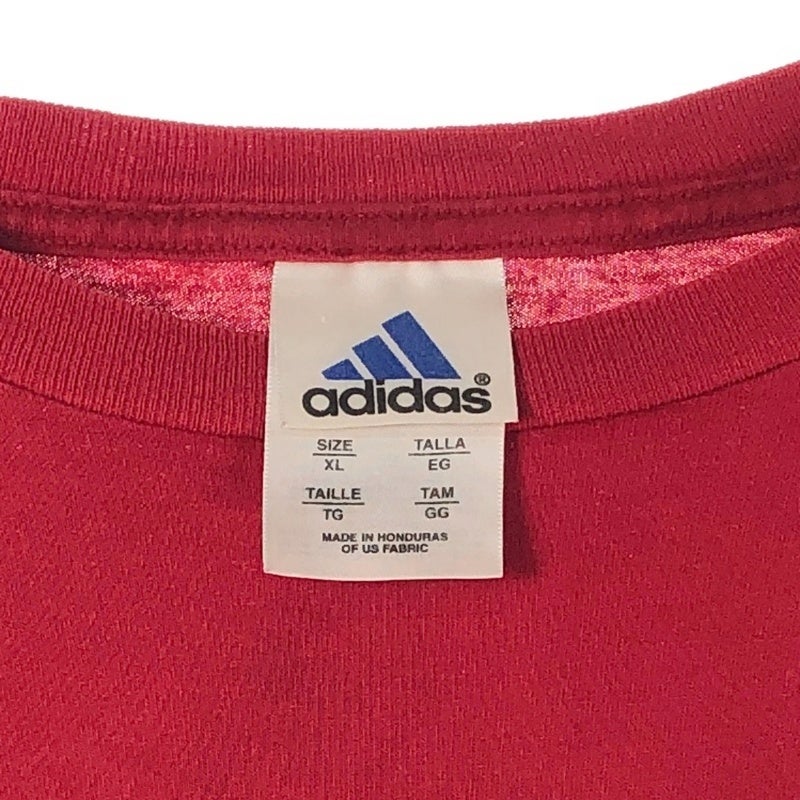 adidas®
SIZE TALLA
XL EG
TAILLE TAM
TG GG
MADE IN HONDURAS
OF US FABRIC